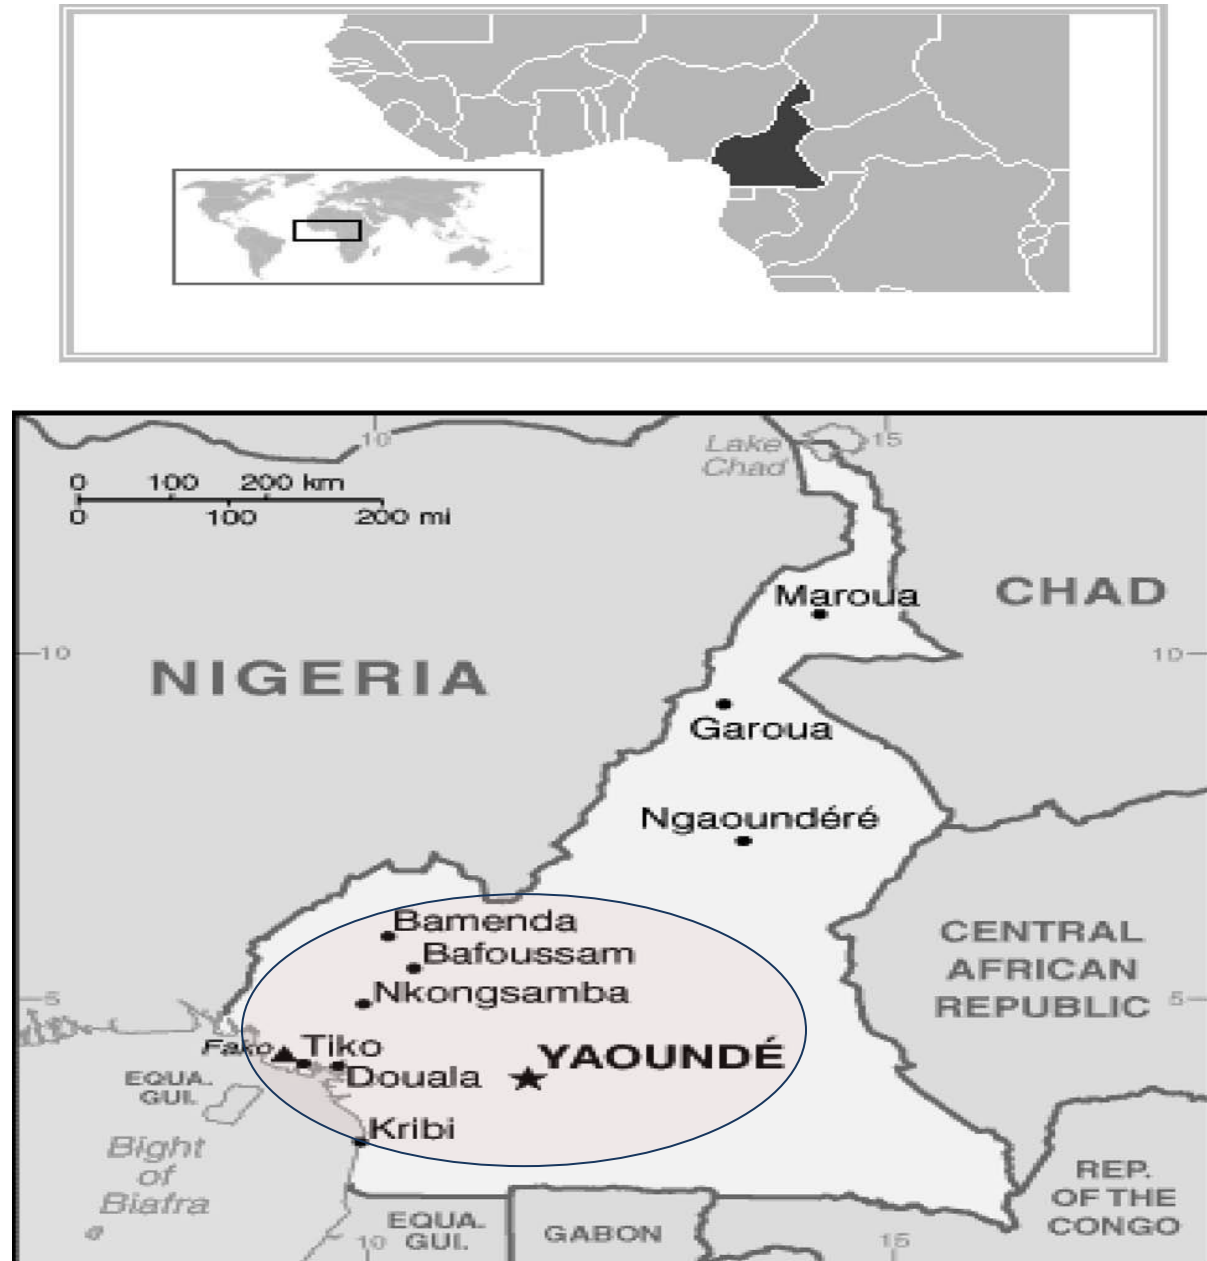 10
15
Lake
Chad
0 100 200 km
0 100 200 mi
Maroua
CHAD
10
10
NIGERIA
Garoua
Ngaoundéré
Bamenda
CENTRAL
AFRICAN
REPUBLIC
Bafoussam
Nkongsamba
5
5
Fako
Tiko
YAOUNDÉ
Douala
EQUA.
GUI.
Kribi
Bight
of
Biafra
REP.
OF THE
CONGO
EQUA.
GUI.
GABON
10
15